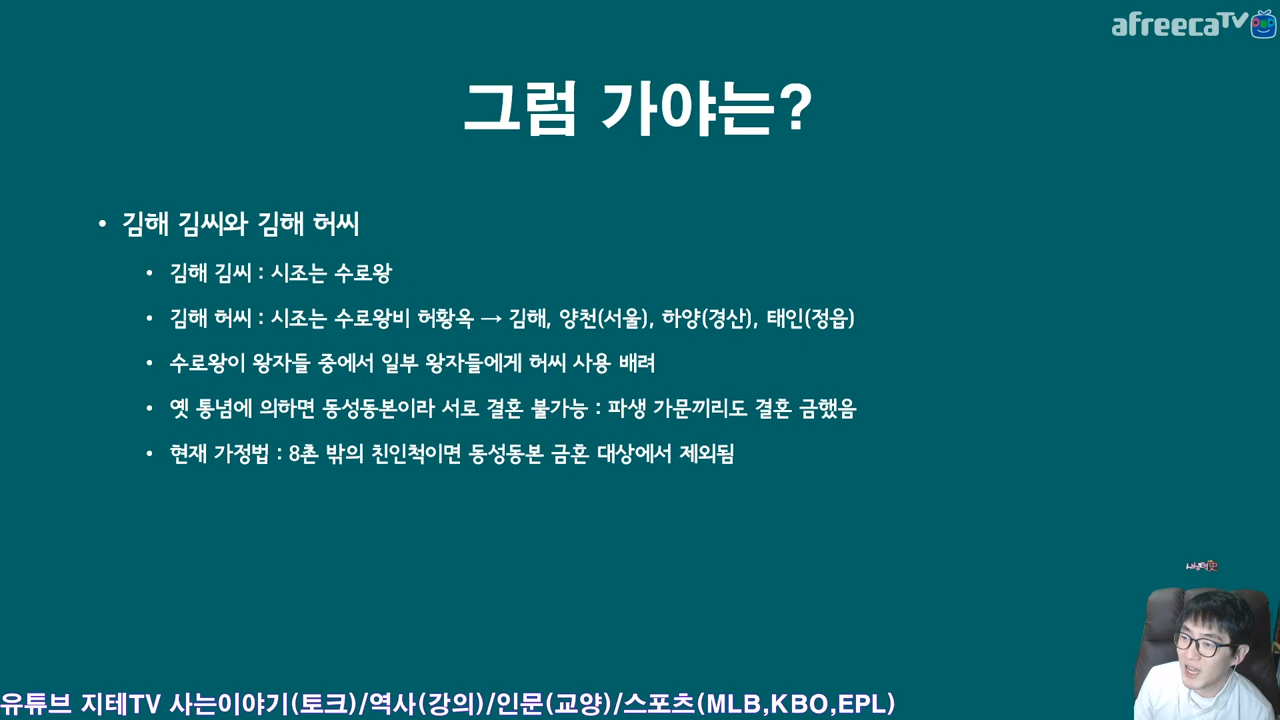 afreecaTV
그럼 가야는?
• 김해 김씨와 김해 허씨
• 김해 김씨 : 시조는 수로왕
• 김해 허씨 : 시조는 수로왕비 허황옥 → 김해, 양천(서울), 하양(경산), 태인(정읍)
• 수로왕이 왕자들 중에서 일부 왕자들에게 허씨 사용 배려
• 옛 통념에 의하면 동성동본이라 서로 결혼 불가능 : 파생 가문끼리도 결혼 금했음
• 현재 가정법 : 8촌 밖의 친인척이면 동성동본 금혼 대상에서 제외됨
유튜브 지테TV 사는이야기(토크)/역사(강의)/인문(교양)/스포츠(MLB,KBO,EPL)